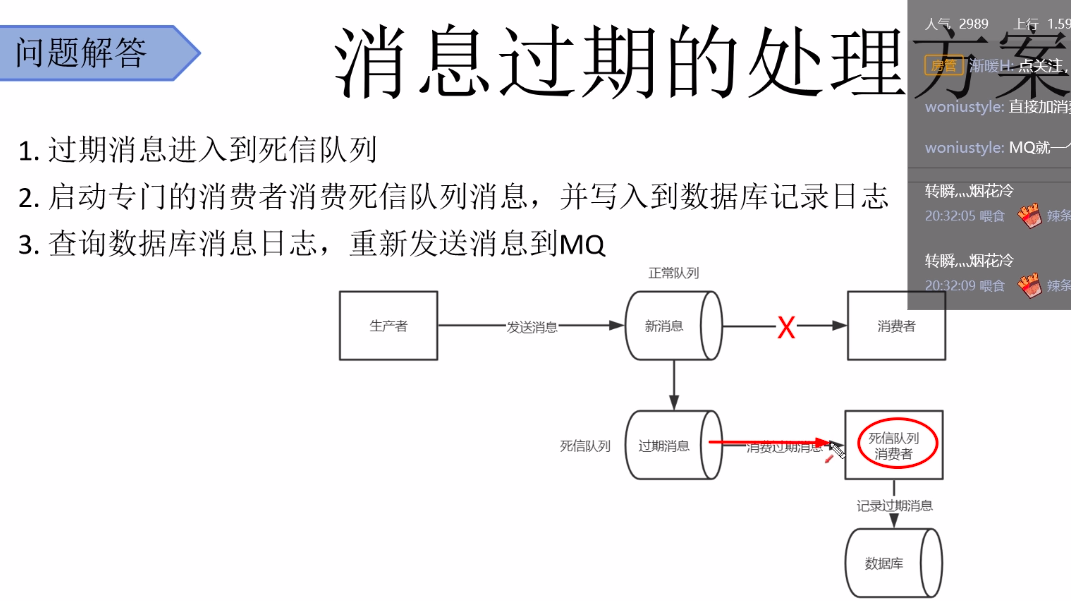 问题解答
消息过期的处理方案
人气 2989 上行 1.59
房管 渐暖H: 点关注,
woniustyle: 直接加消费
woniustyle: MQ就一个
转瞬灬烟花冷
20:32:05 喂食 辣条
转瞬灬烟花冷
20:32:09 喂食 辣条
1. 过期消息进入到死信队列
2. 启动专门的消费者消费死信队列消息，并写入到数据库记录日志
3. 查询数据库消息日志，重新发送消息到MQ
正常队列
生产者
发送消息
新消息
X
消费者
死信队列
过期消息
消费过期消息
死信队列
消费者
记录过期消息
数据库